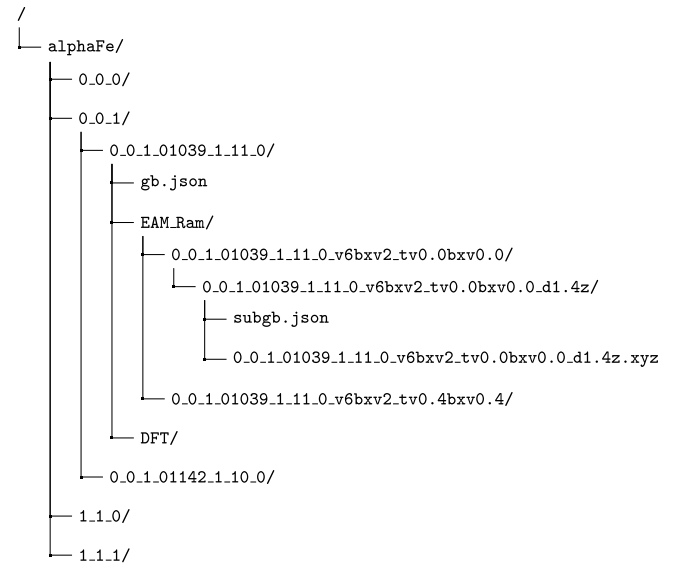 /
alphaFe/
0_0_0/
0_0_1/
0_0_1_01039_1_11_0/
gb.json
EAM_Ram/
0_0_1_01039_1_11_0_v6bxv2_tv0.0bxv0.0/
0_0_1_01039_1_11_0_v6bxv2_tv0.0bxv0.0_d1.4z/
subgb.json
0_0_1_01039_1_11_0_v6bxv2_tv0.0bxv0.0_d1.4z.xyz
0_0_1_01039_1_11_0_v6bxv2_tv0.4bxv0.4/
DFT/
0_0_1_01142_1_10_0/
1_1_0/
1_1_1/